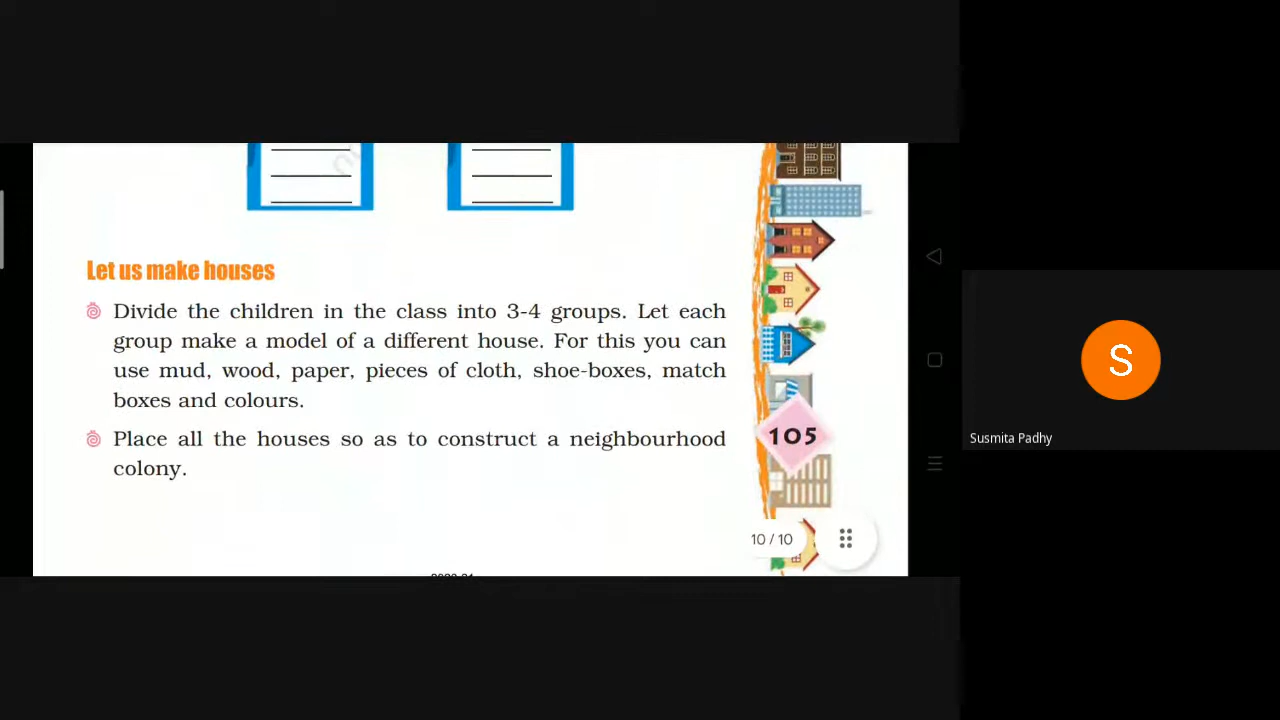 Let us make houses
Divide the children in the class into 3-4 groups. Let each
group make a model of a different house. For this you can
use mud, wood, paper, pieces of cloth, shoe-boxes, match
boxes and colours.
Place all the houses so as to construct a neighbourhood
colony.
105
10 / 10
S
Susmita Padhy